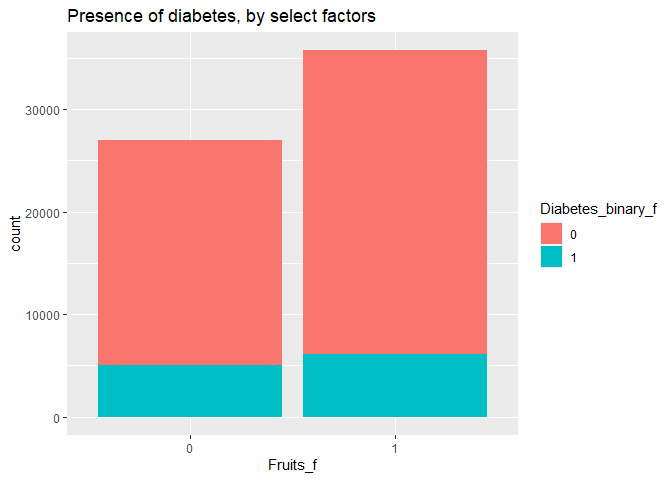 Presence of diabetes, by select factors
30000
20000
10000
0
count
0
1
Fruits_f
Diabetes_binary_f
0
1